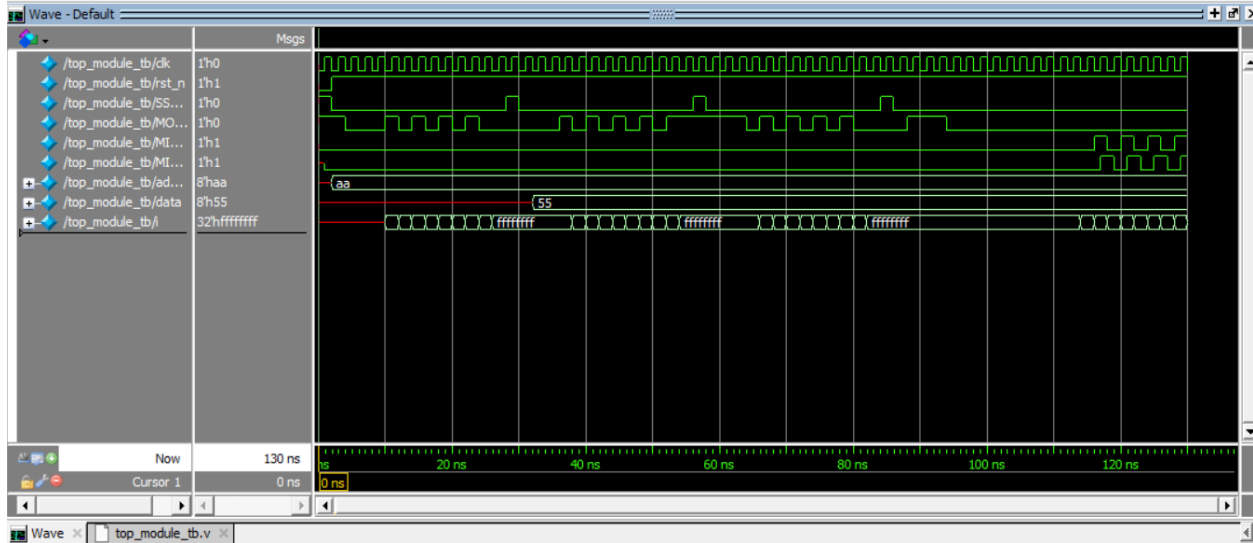 Wave - Default
Msgs
/top_module_tb/clk 1'h0
/top_module_tb/rst_n 1'h1
/top_module_tb/SS... 1'h0
/top_module_tb/MO... 1'h0
/top_module_tb/MI... 1'h1
/top_module_tb/MI... 1'h1
/top_module_tb/ad... 8'haa aa
/top_module_tb/data 8'h55 55
/top_module_tb/i 32'hffffffff ffffffff ffffffff ffffffff
Now 130 ns ns 20 ns 40 ns 60 ns 80 ns 100 ns 120 ns
Cursor 1 0 ns 0 ns
Wave top_module_tb.v